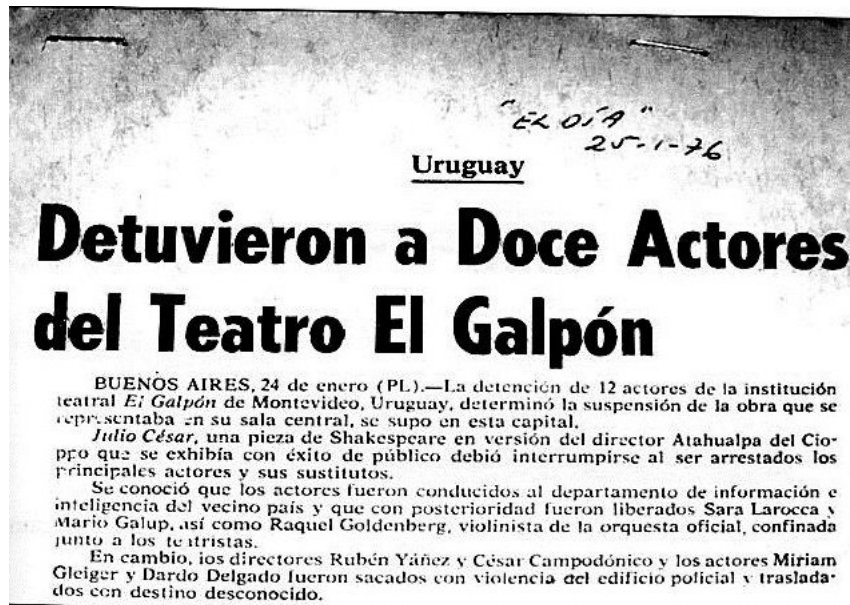 "EL DÍA"
25-1-76
Uruguay
Detuvieron a Doce Actores
del Teatro El Galpón
BUENOS AIRES, 24 de enero (PL).—La detención de 12 actores de la institución
teatral El Galpón de Montevideo, Uruguay, determinó la suspensión de la obra que se
representaba en su sala central, se supo en esta capital.
Julio César, una pieza de Shakespeare en versión del director Atahualpa del Cio-
ppo que se exhibía con éxito de público debió interrumpirse al ser arrestados los
principales actores y sus sustitutos.
Se conoció que los actores fueron conducidos al departamento de información e
inteligencia del vecino país y que con posterioridad fueron liberados Sara Larocca y
Mario Galup, así como Raquel Goldenberg, violinista de la orquesta oficial, confinada
junto a los teatristas.
En cambio, los directores Rubén Yáñez y César Campodónico y los actores Miriam
Gleiger y Dardo Delgado fueron sacados con violencia del edificio policial y traslada-
dos con destino desconocido.